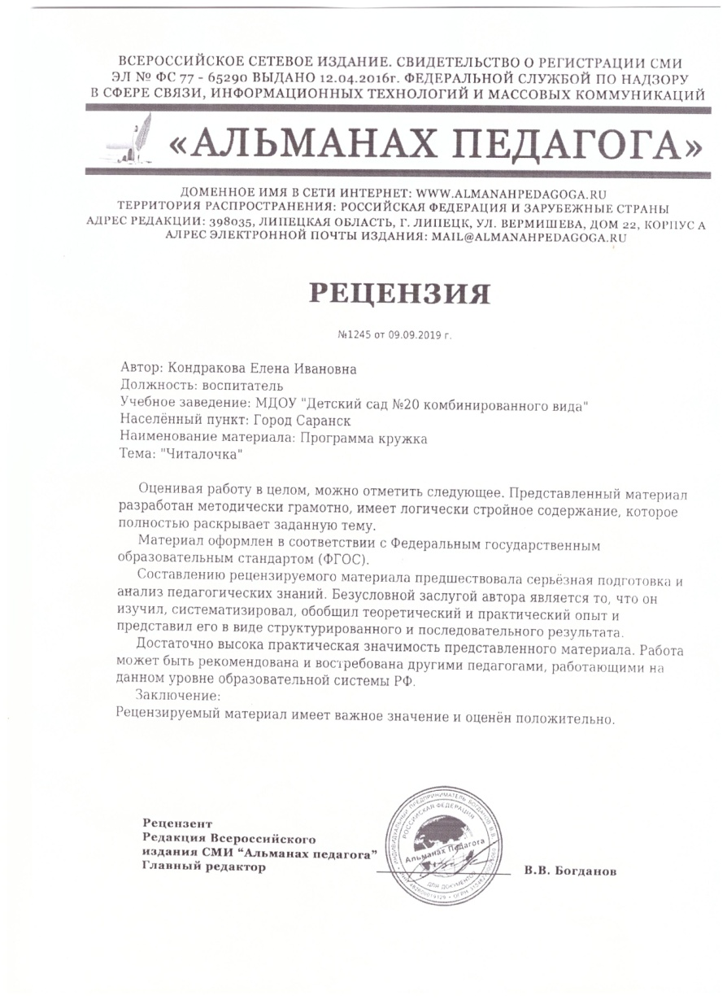 ВСЕРОССИЙСКОЕ СЕТЕВОЕ ИЗДАНИЕ. СВИДЕТЕЛЬСТВО О РЕГИСТРАЦИИ СМИ
ЭЛ № ФС 77 - 65290 ВЫДАНО 12.04.2016г. ФЕДЕРАЛЬНОЙ СЛУЖБОЙ ПО НАДЗОРУ
В СФЕРЕ СВЯЗИ, ИНФОРМАЦИОННЫХ ТЕХНОЛОГИЙ И МАССОВЫХ КОММУНИКАЦИЙ
«АЛЬМАНАХ ПЕДАГОГА»
ДОМЕННОЕ ИМЯ В СЕТИ ИНТЕРНЕТ: WWW.ALMANAHPEDAGOGA.RU
ТЕРРИТОРИЯ РАСПРОСТРАНЕНИЯ: РОССИЙСКАЯ ФЕДЕРАЦИЯ И ЗАРУБЕЖНЫЕ СТРАНЫ
АДРЕС РЕДАКЦИИ: 398035, ЛИПЕЦКАЯ ОБЛАСТЬ, Г. ЛИПЕЦК, УЛ. ВЕРМИШЕВА, ДОМ 22, КОРПУС А
АЛРЕС ЭЛЕКТРОННОЙ ПОЧТЫ ИЗДАНИЯ: MAIL@ALMANAHPEDAGOGA.RU
РЕЦЕНЗИЯ
№1245 от 09.09.2019 г.
Автор: Кондракова Елена Ивановна
Должность: воспитатель
Учебное заведение: МДОУ "Детский сад №20 комбинированного вида"
Населённый пункт: Город Саранск
Наименование материала: Программа кружка
Тема: "Читалочка"
Оценивая работу в целом, можно отметить следующее. Представленный материал
разработан методически грамотно, имеет логически стройное содержание, которое
полностью раскрывает заданную тему.
Материал оформлен в соответствии с Федеральным государственным
образовательным стандартом (ФГОС).
Составлению рецензируемого материала предшествовала серьёзная подготовка и
анализ педагогических знаний. Безусловной заслугой автора является то, что он
изучил, систематизировал, обобщил теоретический и практический опыт и
представил его в виде структурированного и последовательного результата.
Достаточно высока практическая значимость представленного материала. Работа
может быть рекомендована и востребована другими педагогами, работающими на
данном уровне образовательной системы РФ.
Заключение:
Рецензируемый материал имеет важное значение и оценён положительно.
Рецензент
Редакция Всероссийского
издания СМИ "Альманах педагога"
Главный редактор
В.В. Богданов
ИНДИВИДУАЛЬНЫЙ ПРЕДПРИНИМАТЕЛЬ БОГДАНОВ В.В.
РОССИЙСКАЯ ФЕДЕРАЦИЯ
Альманах Педагога
ДЛЯ ДОКУМЕНТОВ